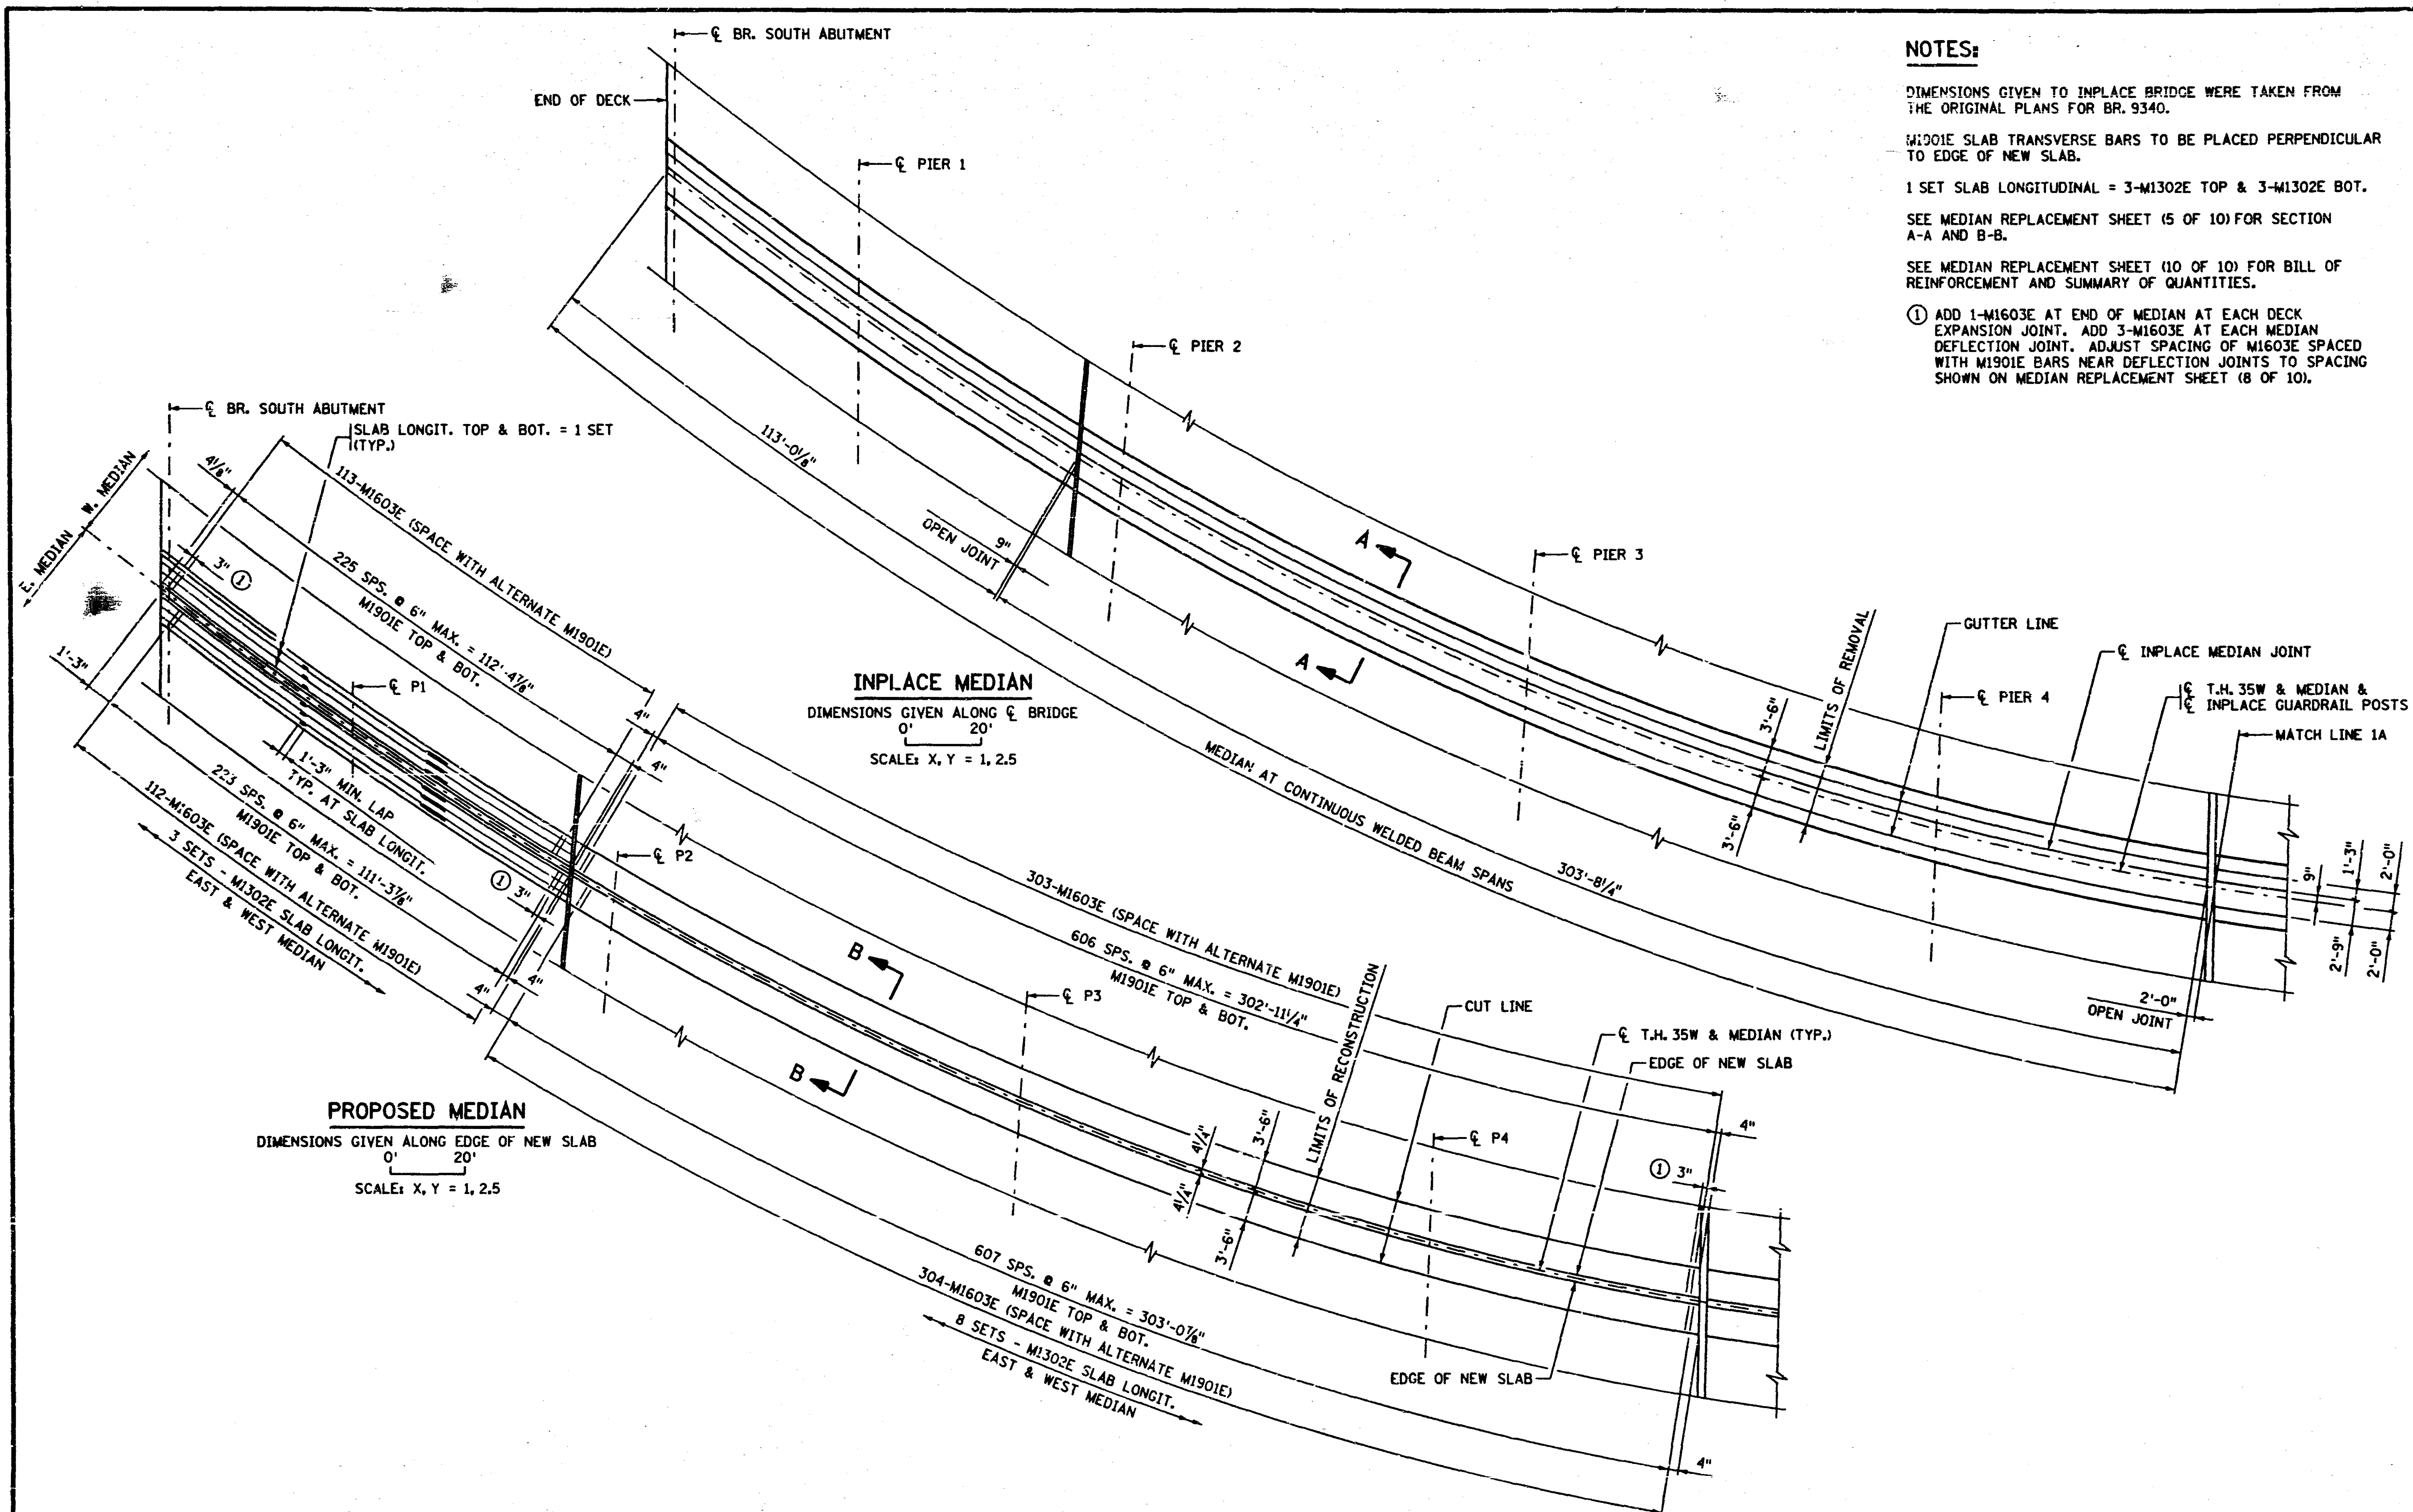 NOTES:
DIMENSIONS GIVEN TO INPLACE BRIDGE WERE TAKEN FROM
THE ORIGINAL PLANS FOR BR. 9340.
M1901E SLAB TRANSVERSE BARS TO BE PLACED PERPENDICULAR
TO EDGE OF NEW SLAB.
1 SET SLAB LONGITUDINAL = 3-M1302E TOP & 3-M1302E BOT.
SEE MEDIAN REPLACEMENT SHEET (5 OF 10) FOR SECTION
A-A AND B-B.
SEE MEDIAN REPLACEMENT SHEET (10 OF 10) FOR BILL OF
REINFORCEMENT AND SUMMARY OF QUANTITIES.
① ADD 1-M1603E AT END OF MEDIAN AT EACH DECK
EXPANSION JOINT. ADD 3-M1603E AT EACH MEDIAN
DEFLECTION JOINT. ADJUST SPACING OF M1603E SPACED
WITH M1901E BARS NEAR DEFLECTION JOINTS TO SPACING
SHOWN ON MEDIAN REPLACEMENT SHEET (8 OF 10).
℄ BR. SOUTH ABUTMENT
END OF DECK
℄ PIER 1
℄ PIER 2
℄ PIER 3
℄ PIER 4
113'-0⅛"
9"
OPEN JOINT
A
A
MEDIAN AT CONTINUOUS WELDED BEAM SPANS
303'-8¼"
3'-6"
3'-6"
LIMITS OF REMOVAL
GUTTER LINE
℄ INPLACE MEDIAN JOINT
℄ T.H. 35W & MEDIAN &
℄ INPLACE GUARDRAIL POSTS
MATCH LINE 1A
9"
1'-3"
2'-0"
2'-9"
2'-0"
2'-0"
OPEN JOINT
INPLACE MEDIAN
DIMENSIONS GIVEN ALONG ℄ BRIDGE
0' 20'
SCALE: X, Y = 1, 2.5
℄ BR. SOUTH ABUTMENT
SLAB LONGIT. TOP & BOT. = 1 SET
(TYP.)
W. MEDIAN
E. MEDIAN
4⅛"
113-M1603E (SPACE WITH ALTERNATE M1901E)
225 SPS. @ 6" MAX. = 112'-4⅞"
M1901E TOP & BOT.
3" ①
1'-3"
℄ P1
4"
4"
1'-3" MIN. LAP
TYP. AT SLAB LONGIT.
223 SPS. @ 6" MAX. = 111'-3⅞"
M1901E TOP & BOT.
112-M1603E (SPACE WITH ALTERNATE M1901E)
3 SETS - M1302E SLAB LONGIT.
EAST & WEST MEDIAN
① 3"
4"
4"
℄ P2
303-M1603E (SPACE WITH ALTERNATE M1901E)
606 SPS. @ 6" MAX. = 302'-11¼"
M1901E TOP & BOT.
B
B
℄ P3
LIMITS OF RECONSTRUCTION
CUT LINE
℄ T.H. 35W & MEDIAN (TYP.)
EDGE OF NEW SLAB
4¼"
4¼"
3'-6"
3'-6"
℄ P4
4"
① 3"
607 SPS. @ 6" MAX. = 303'-0⅞"
M1901E TOP & BOT.
304-M1603E (SPACE WITH ALTERNATE M1901E)
8 SETS - M1302E SLAB LONGIT.
EAST & WEST MEDIAN
EDGE OF NEW SLAB
4"
PROPOSED MEDIAN
DIMENSIONS GIVEN ALONG EDGE OF NEW SLAB
0' 20'
SCALE: X, Y = 1, 2.5